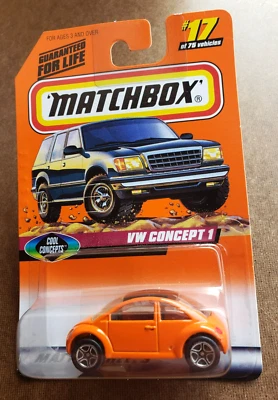 FOR AGES 3 AND OVER.
#17
of 75 vehicles
GUARANTEED
FOR LIFE
MATCHBOX®
COOL
CONCEPTS
VW CONCEPT 1